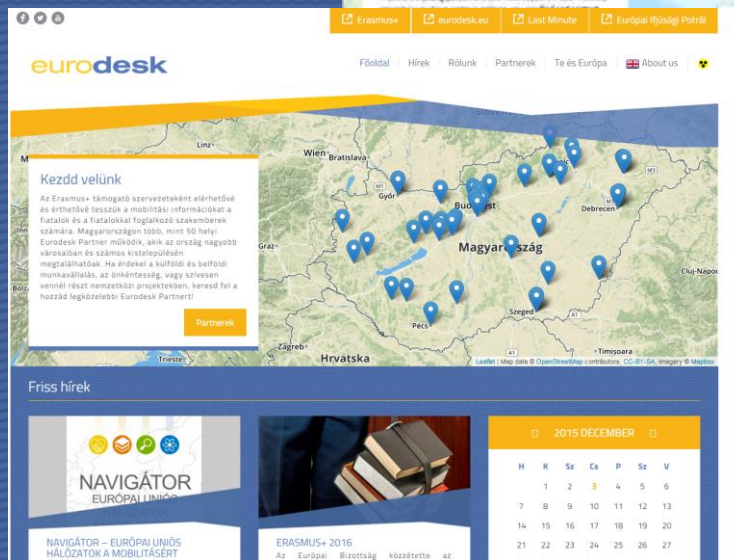 Erasmus+
eurodesk.eu
Last Minute
Európai Ifjúsági Potrál
eurodesk
Főoldal
Hírek
Rólunk
Partnerek
Te és Európa
About us
Kezdd velünk
Az Erasmus+ támogató szervezeteként elérhetővé
és érthetővé tesszük a mobilitási információkat a
fiatalok és a fiatalokkal foglalkozó szakemberek
számára. Magyarországon több, mint 50 helyi
Eurodesk Partner működik, akik az ország nagyobb
városaiban és számos kistelepülésén
megtalálhatóak. Ha érdekel a külföldi és belföldi
munkavállalás, az önkéntesség, vagy szívesen
vennél részt nemzetközi projektekben, keresd fel a
hozzád legközelebbi Eurodesk Partnert!
Partnerek
Linz
Wien
Bratislava
M1
Győr
M3
Debrecen
Graz
Magyarország
Cluj-Napoc
Pécs
Szeged
A1
Zagreb
Trieste
Hrvatska
A1
Timișoara
Leaflet | Map data © OpenStreetMap contributors, CC-BY-SA, Imagery © Mapbox
Friss hírek
NAVIGÁTOR
EURÓPAI UNIÓS
NAVIGÁTOR – EURÓPAI UNIÓS
HÁLÓZATOK A MOBILITÁSÉRT
ERASMUS+ 2016
Az Európai Bizottság közzétette az
2015 DECEMBER
H K Sz Cs P Sz V
1 2 3 4 5 6
7 8 9 10 11 12 13
14 15 16 17 18 19 20
21 22 23 24 25 26 27